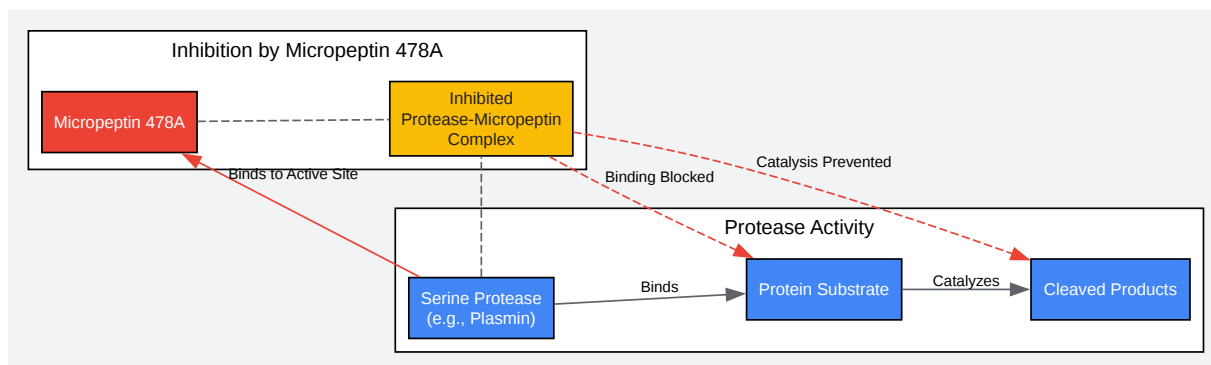 Inhibition by Micropeptin 478A
Micropeptin 478A
Inhibited
Protease-Micropeptin
Complex
Binds to Active Site
Binding Blocked
Catalysis Prevented
Protease Activity
Serine Protease
(e.g., Plasmin)
Binds
Protein Substrate
Catalyzes
Cleaved Products